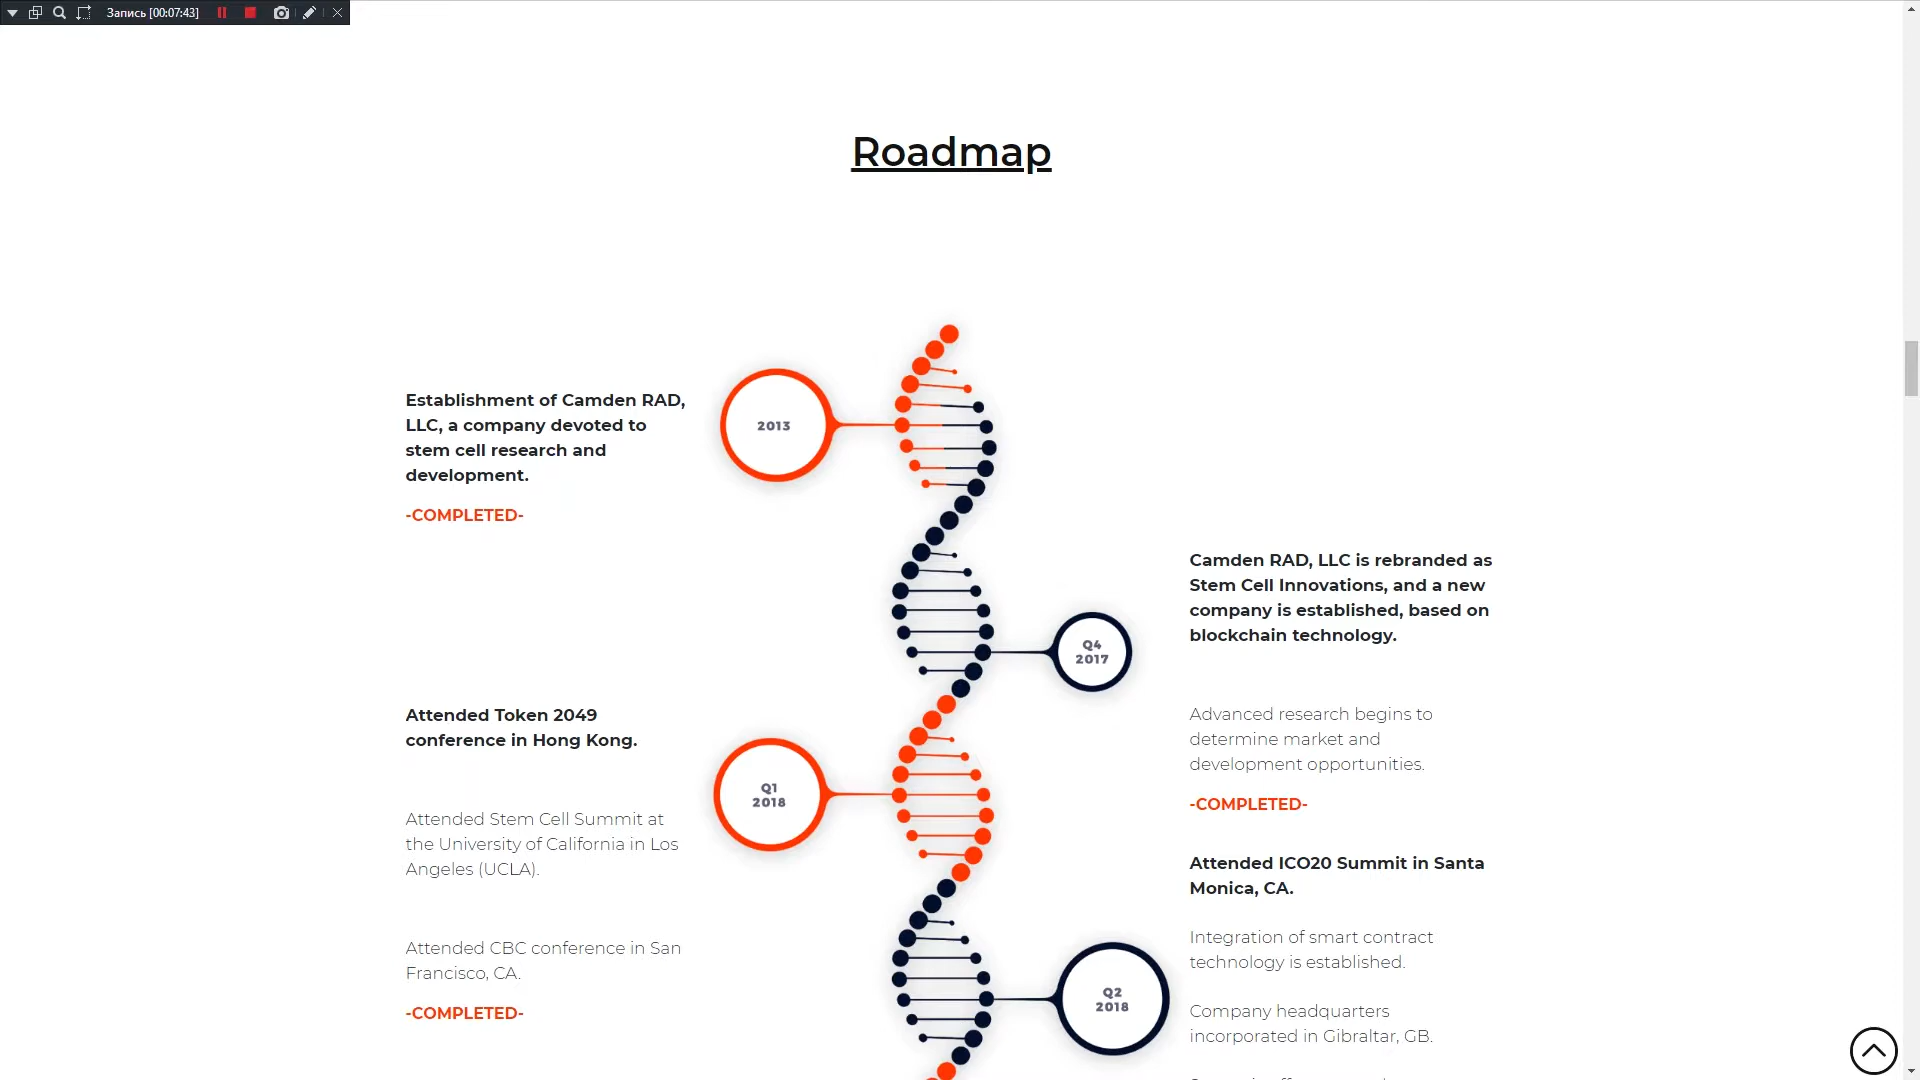 Запись [00:07:43]
Roadmap
Establishment of Camden RAD,
LLC, a company devoted to
stem cell research and
development.
-COMPLETED-
2013
Camden RAD, LLC is rebranded as
Stem Cell Innovations, and a new
company is established, based on
blockchain technology.
Q4
2017
Advanced research begins to
determine market and
development opportunities.
-COMPLETED-
Attended Token 2049
conference in Hong Kong.
Q1
2018
Attended Stem Cell Summit at
the University of California in Los
Angeles (UCLA).
Attended CBC conference in San
Francisco, CA.
-COMPLETED-
Attended ICO20 Summit in Santa
Monica, CA.
Integration of smart contract
technology is established.
Q2
2018
Company headquarters
incorporated in Gibraltar, GB.